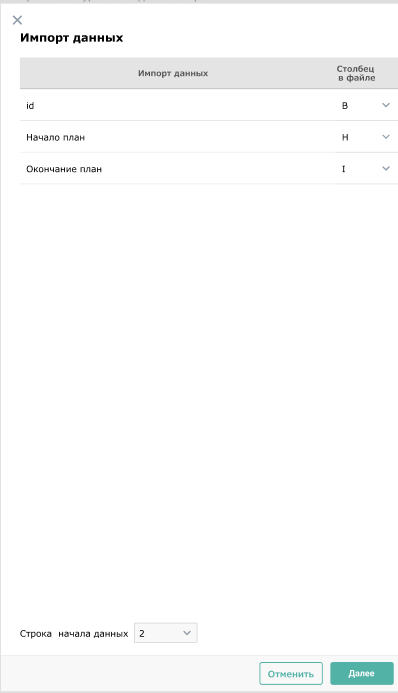 Импорт данных
Импорт данных
Столбец
в файле
id
B
Начало план
H
Окончание план
I
Строка  начала данных
2
Отменить
Далее